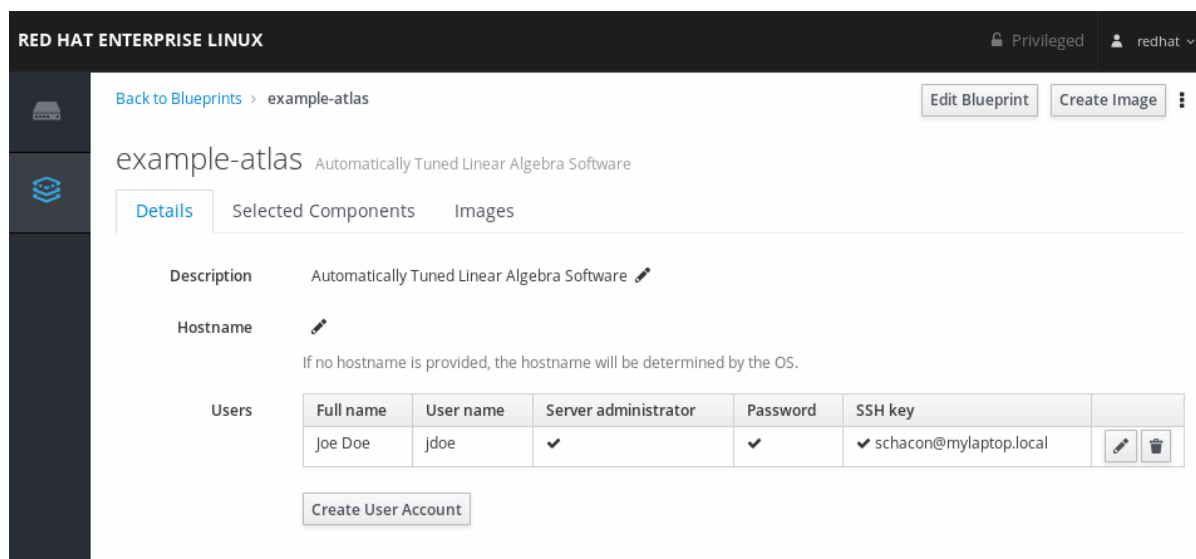 RED HAT ENTERPRISE LINUX Privileged redhat
Back to Blueprints › example-atlas Edit Blueprint Create Image
example-atlas Automatically Tuned Linear Algebra Software
Details Selected Components Images
Description Automatically Tuned Linear Algebra Software
Hostname
If no hostname is provided, the hostname will be determined by the OS.
Users Full name User name Server administrator Password SSH key
Joe Doe jdoe ✔ ✔ ✔ schacon@mylaptop.local
Create User Account